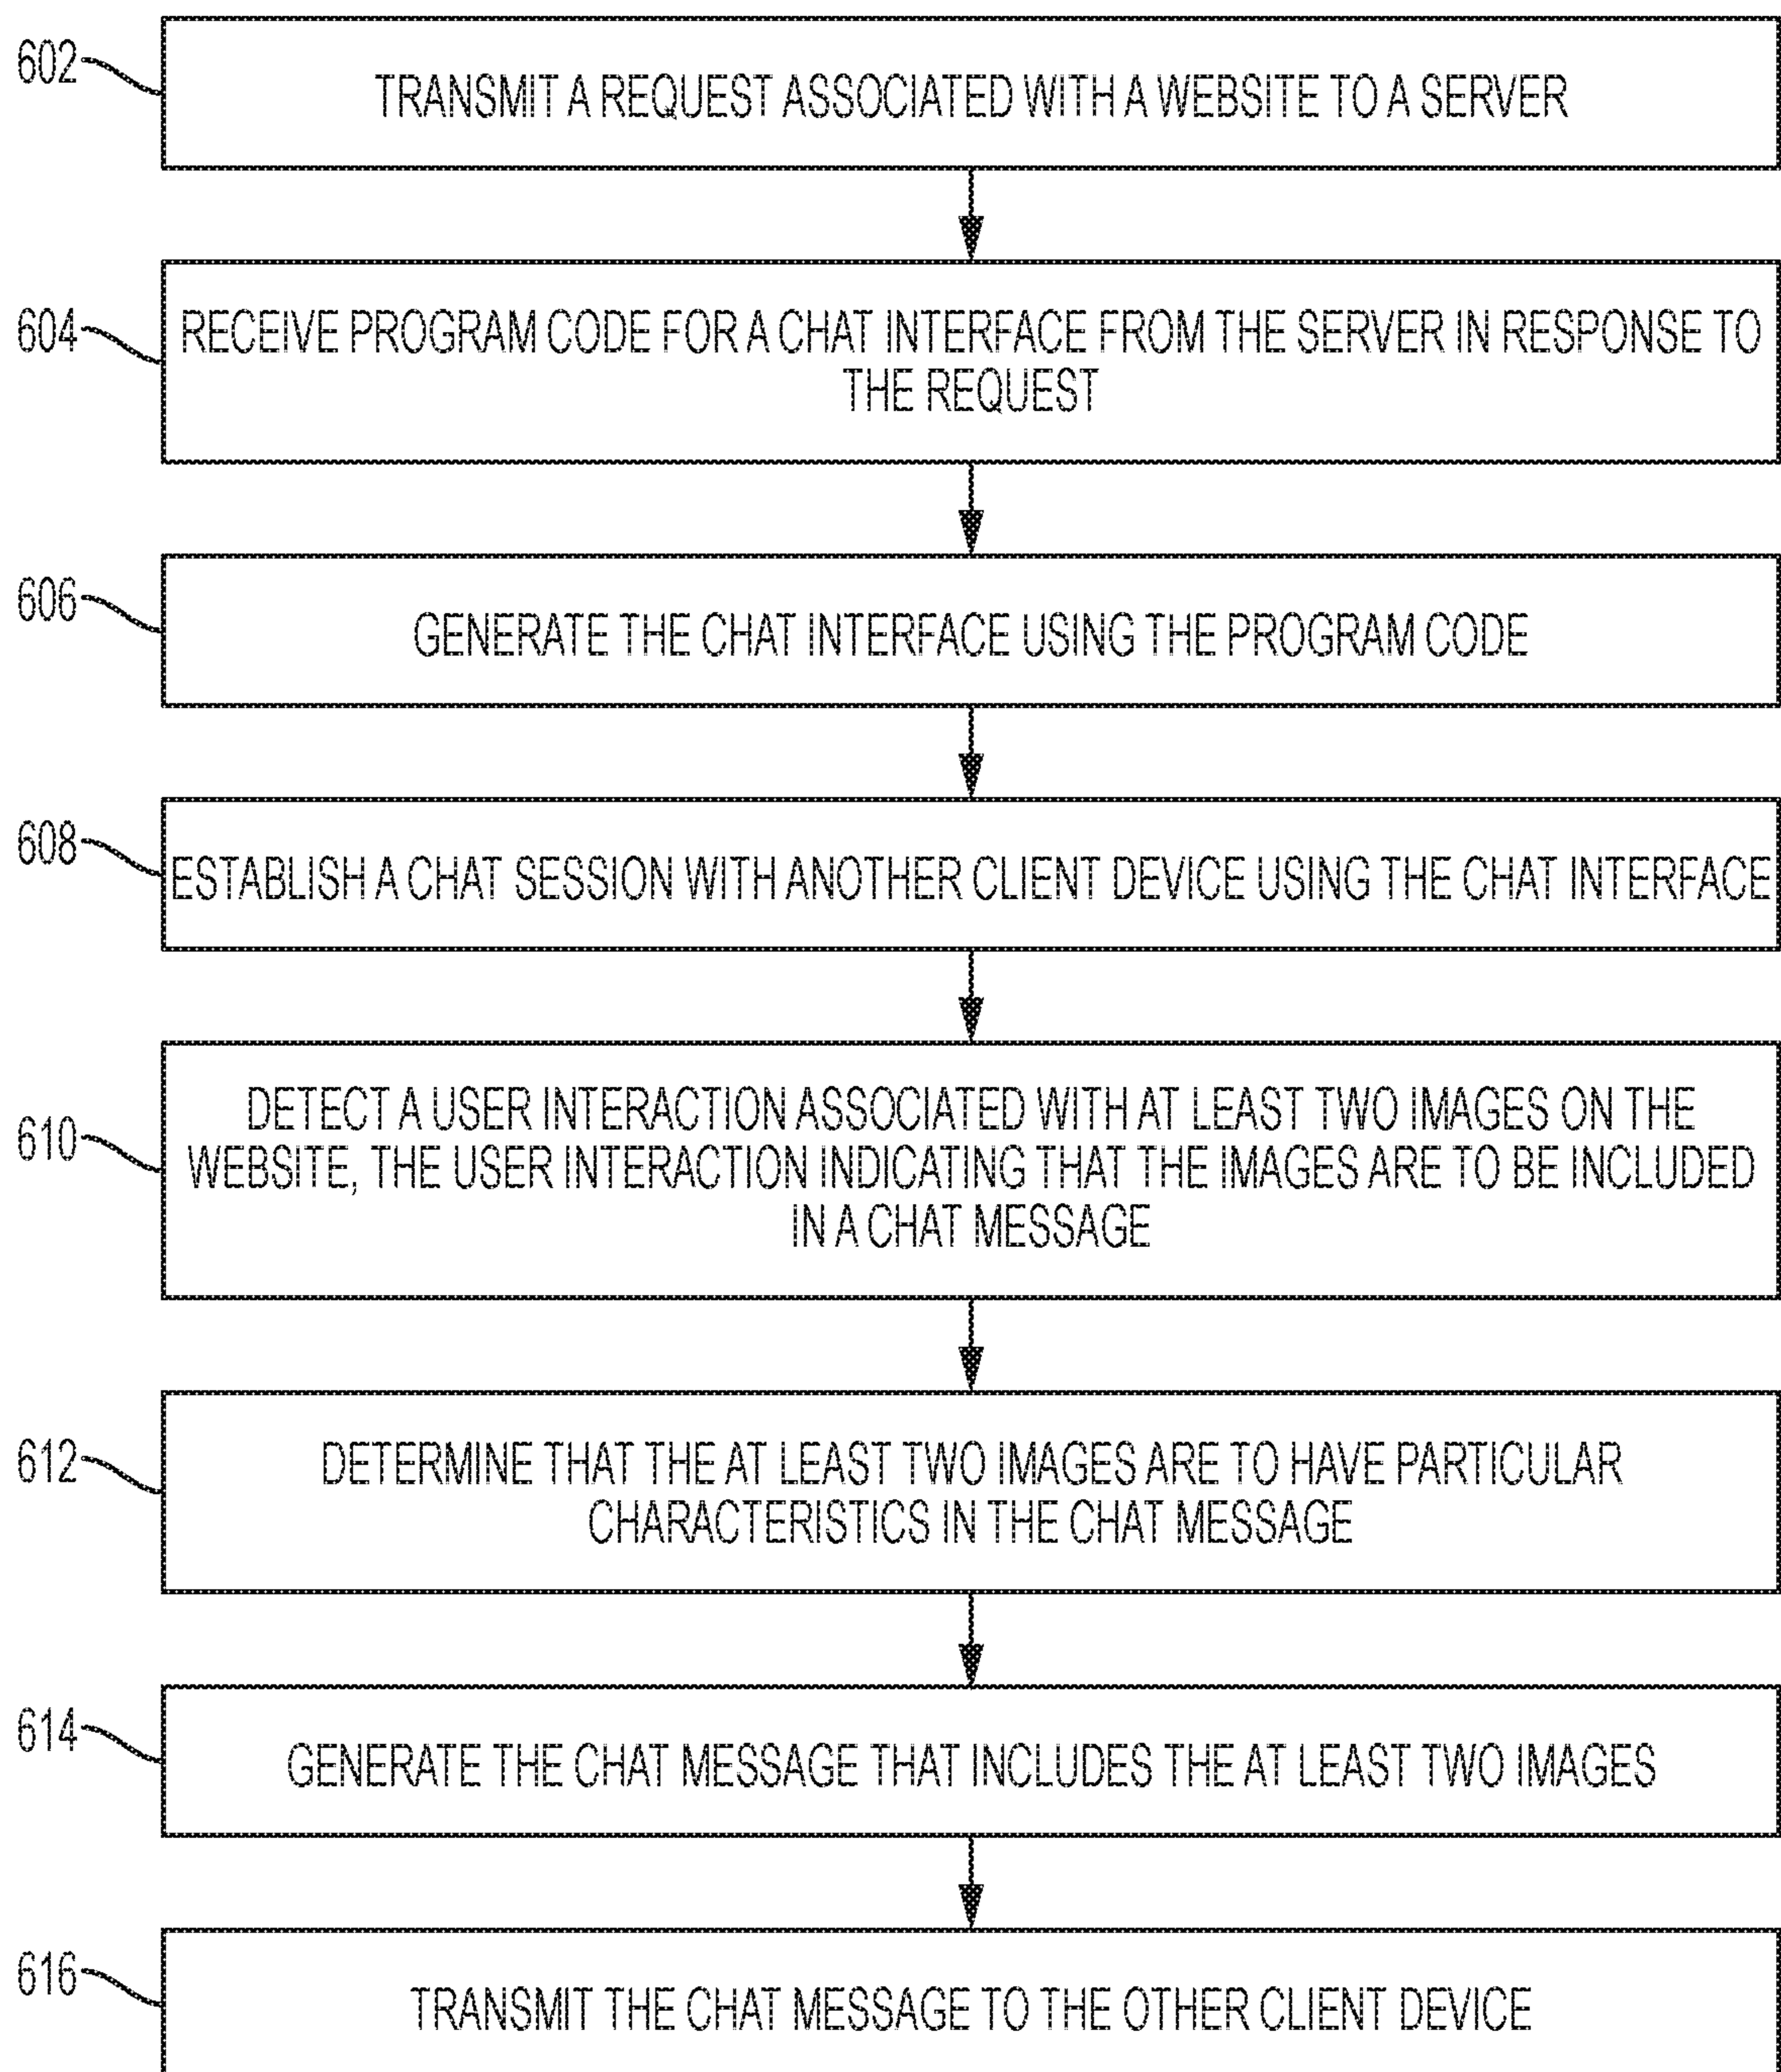 602
TRANSMIT A REQUEST ASSOCIATED WITH A WEBSITE TO A SERVER
604
RECEIVE PROGRAM CODE FOR A CHAT INTERFACE FROM THE SERVER IN RESPONSE TO
THE REQUEST
606
GENERATE THE CHAT INTERFACE USING THE PROGRAM CODE
608
ESTABLISH A CHAT SESSION WITH ANOTHER CLIENT DEVICE USING THE CHAT INTERFACE
610
DETECT A USER INTERACTION ASSOCIATED WITH AT LEAST TWO IMAGES ON THE
WEBSITE, THE USER INTERACTION INDICATING THAT THE IMAGES ARE TO BE INCLUDED
IN A CHAT MESSAGE
612
DETERMINE THAT THE AT LEAST TWO IMAGES ARE TO HAVE PARTICULAR
CHARACTERISTICS IN THE CHAT MESSAGE
614
GENERATE THE CHAT MESSAGE THAT INCLUDES THE AT LEAST TWO IMAGES
616
TRANSMIT THE CHAT MESSAGE TO THE OTHER CLIENT DEVICE